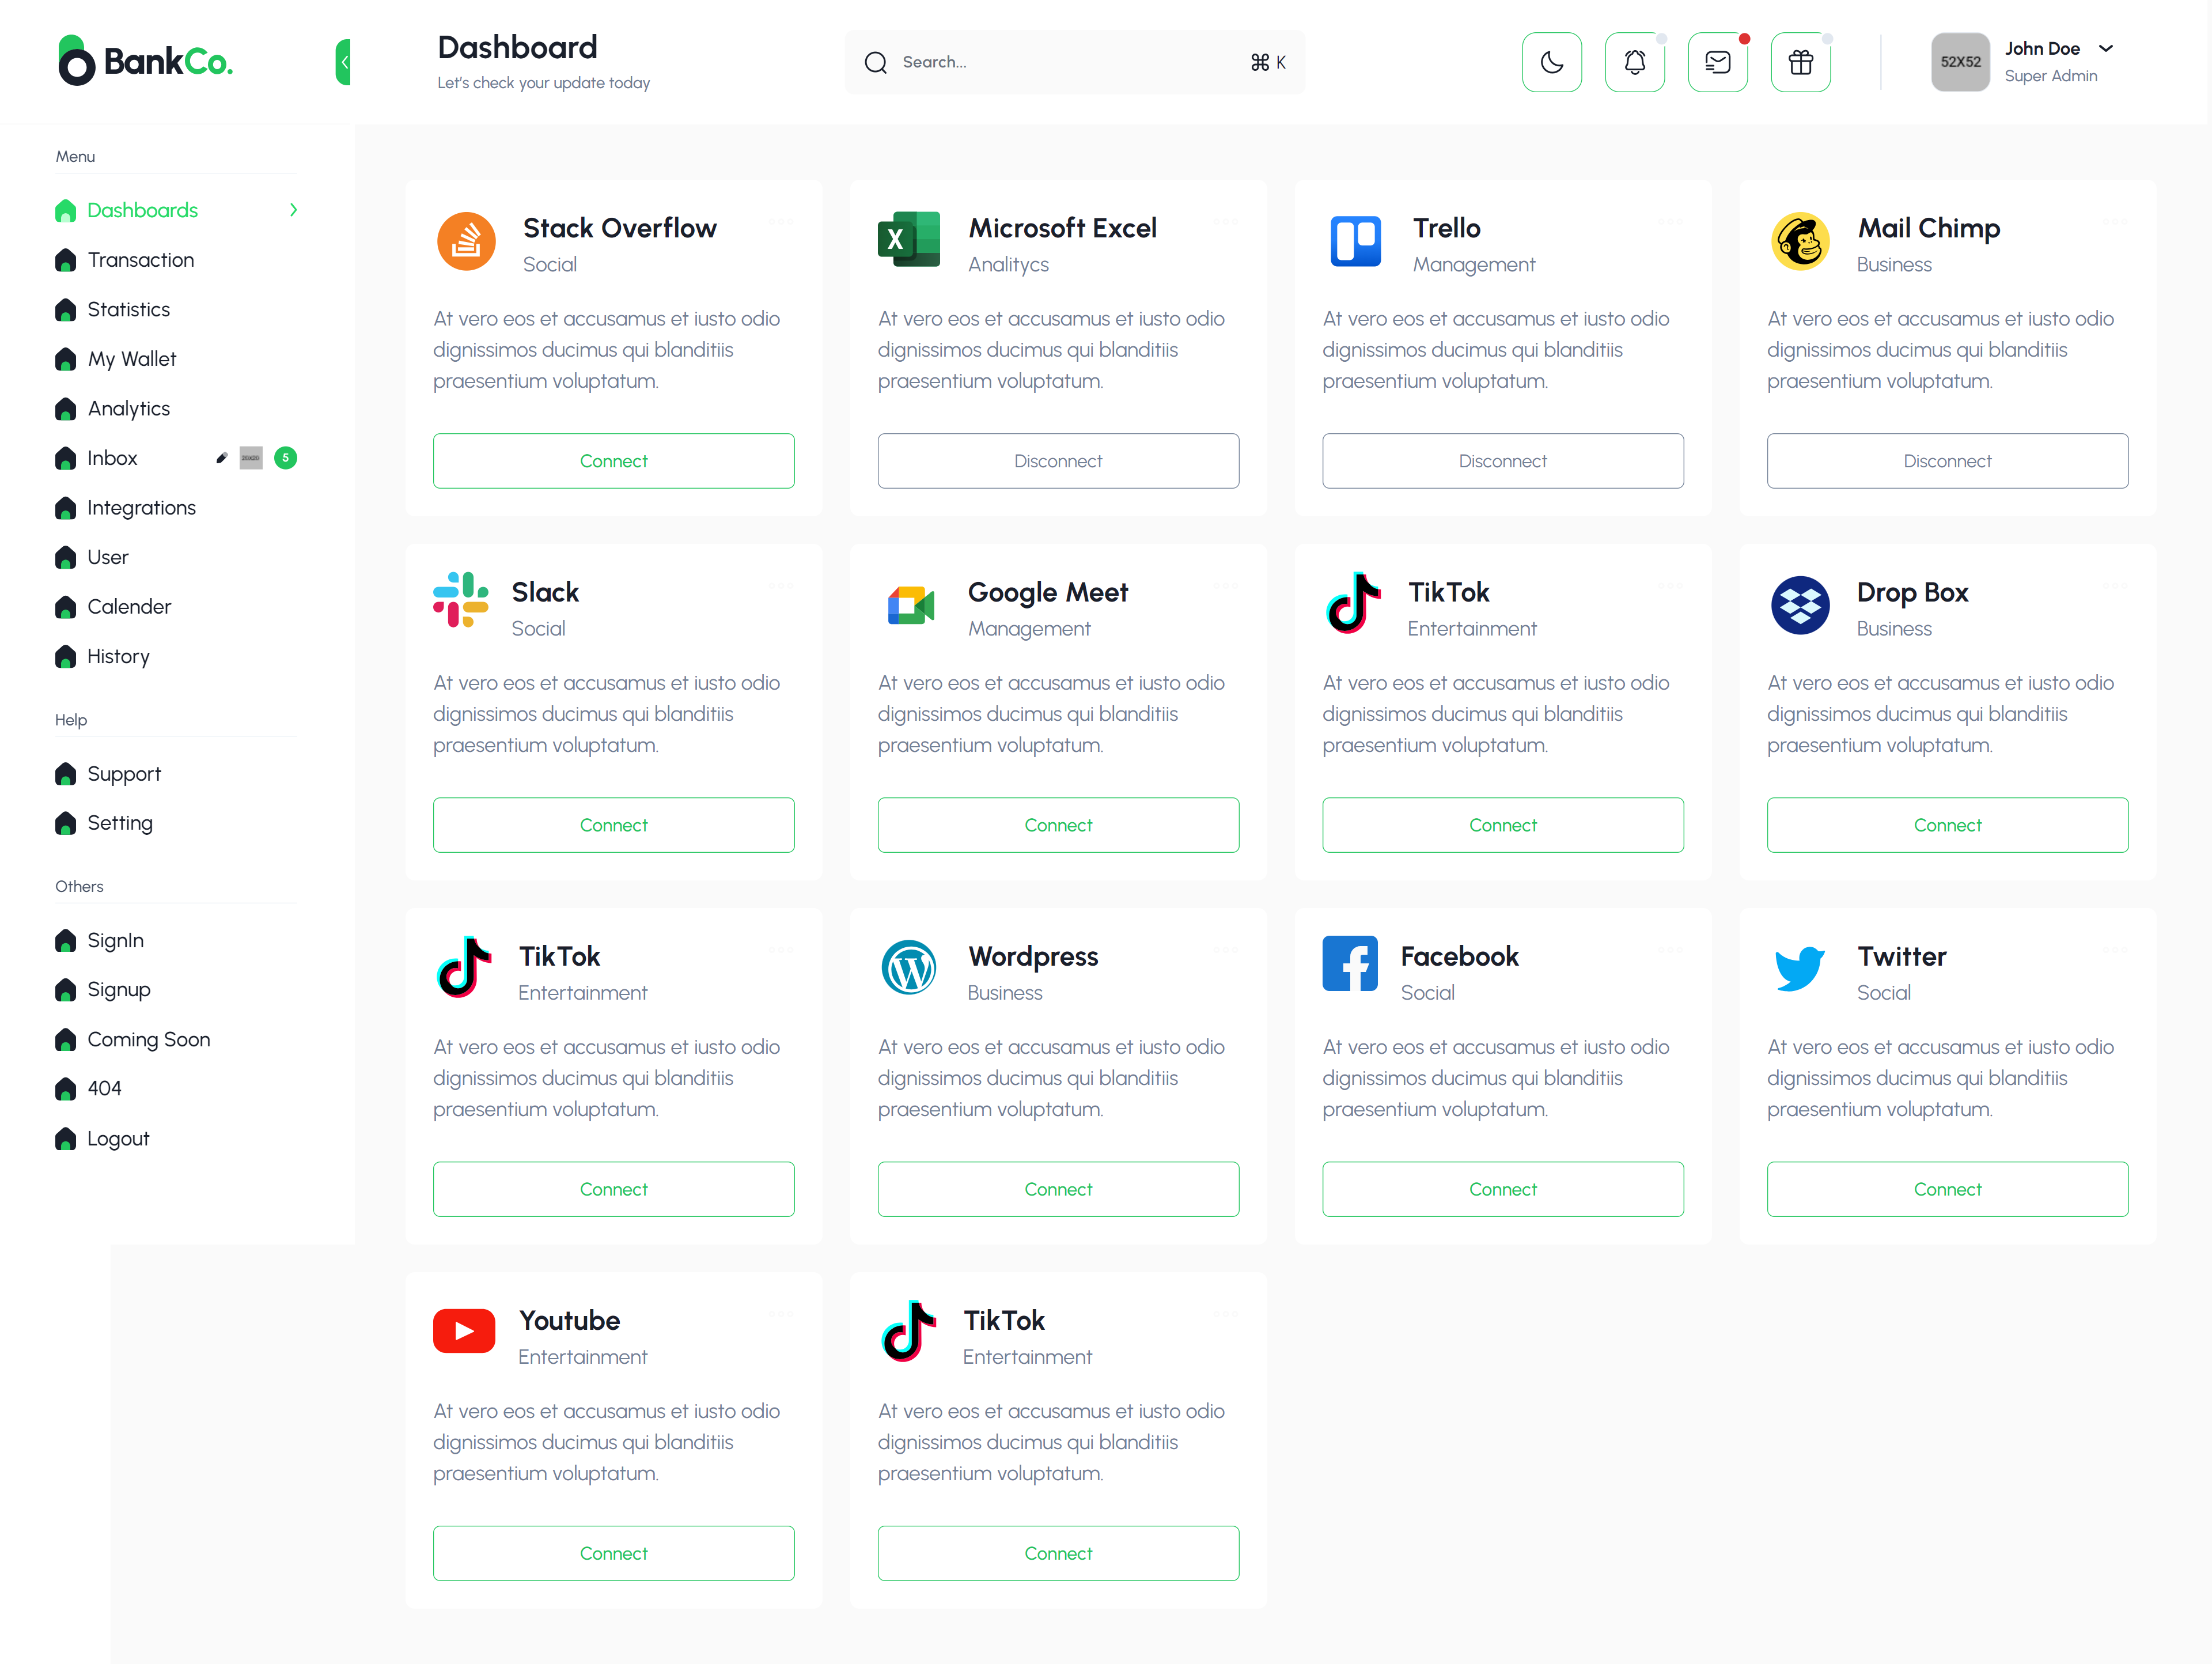 BankCo.
Dashboard
Let's check your update today
Search...
⌘ K
52X52
John Doe
Super Admin
Menu
Dashboards
Transaction
Statistics
My Wallet
Analytics
Inbox
5
Integrations
User
Calender
History
Help
Support
Setting
Others
SignIn
Signup
Coming Soon
404
Logout
Stack Overflow
Social
At vero eos et accusamus et iusto odio
dignissimos ducimus qui blanditiis
praesentium voluptatum.
Connect
Microsoft Excel
Analitycs
At vero eos et accusamus et iusto odio
dignissimos ducimus qui blanditiis
praesentium voluptatum.
Disconnect
Trello
Management
At vero eos et accusamus et iusto odio
dignissimos ducimus qui blanditiis
praesentium voluptatum.
Disconnect
Mail Chimp
Business
At vero eos et accusamus et iusto odio
dignissimos ducimus qui blanditiis
praesentium voluptatum.
Disconnect
Slack
Social
At vero eos et accusamus et iusto odio
dignissimos ducimus qui blanditiis
praesentium voluptatum.
Connect
Google Meet
Management
At vero eos et accusamus et iusto odio
dignissimos ducimus qui blanditiis
praesentium voluptatum.
Connect
TikTok
Entertainment
At vero eos et accusamus et iusto odio
dignissimos ducimus qui blanditiis
praesentium voluptatum.
Connect
Drop Box
Business
At vero eos et accusamus et iusto odio
dignissimos ducimus qui blanditiis
praesentium voluptatum.
Connect
TikTok
Entertainment
At vero eos et accusamus et iusto odio
dignissimos ducimus qui blanditiis
praesentium voluptatum.
Connect
Wordpress
Business
At vero eos et accusamus et iusto odio
dignissimos ducimus qui blanditiis
praesentium voluptatum.
Connect
Facebook
Social
At vero eos et accusamus et iusto odio
dignissimos ducimus qui blanditiis
praesentium voluptatum.
Connect
Twitter
Social
At vero eos et accusamus et iusto odio
dignissimos ducimus qui blanditiis
praesentium voluptatum.
Connect
Youtube
Entertainment
At vero eos et accusamus et iusto odio
dignissimos ducimus qui blanditiis
praesentium voluptatum.
Connect
TikTok
Entertainment
At vero eos et accusamus et iusto odio
dignissimos ducimus qui blanditiis
praesentium voluptatum.
Connect